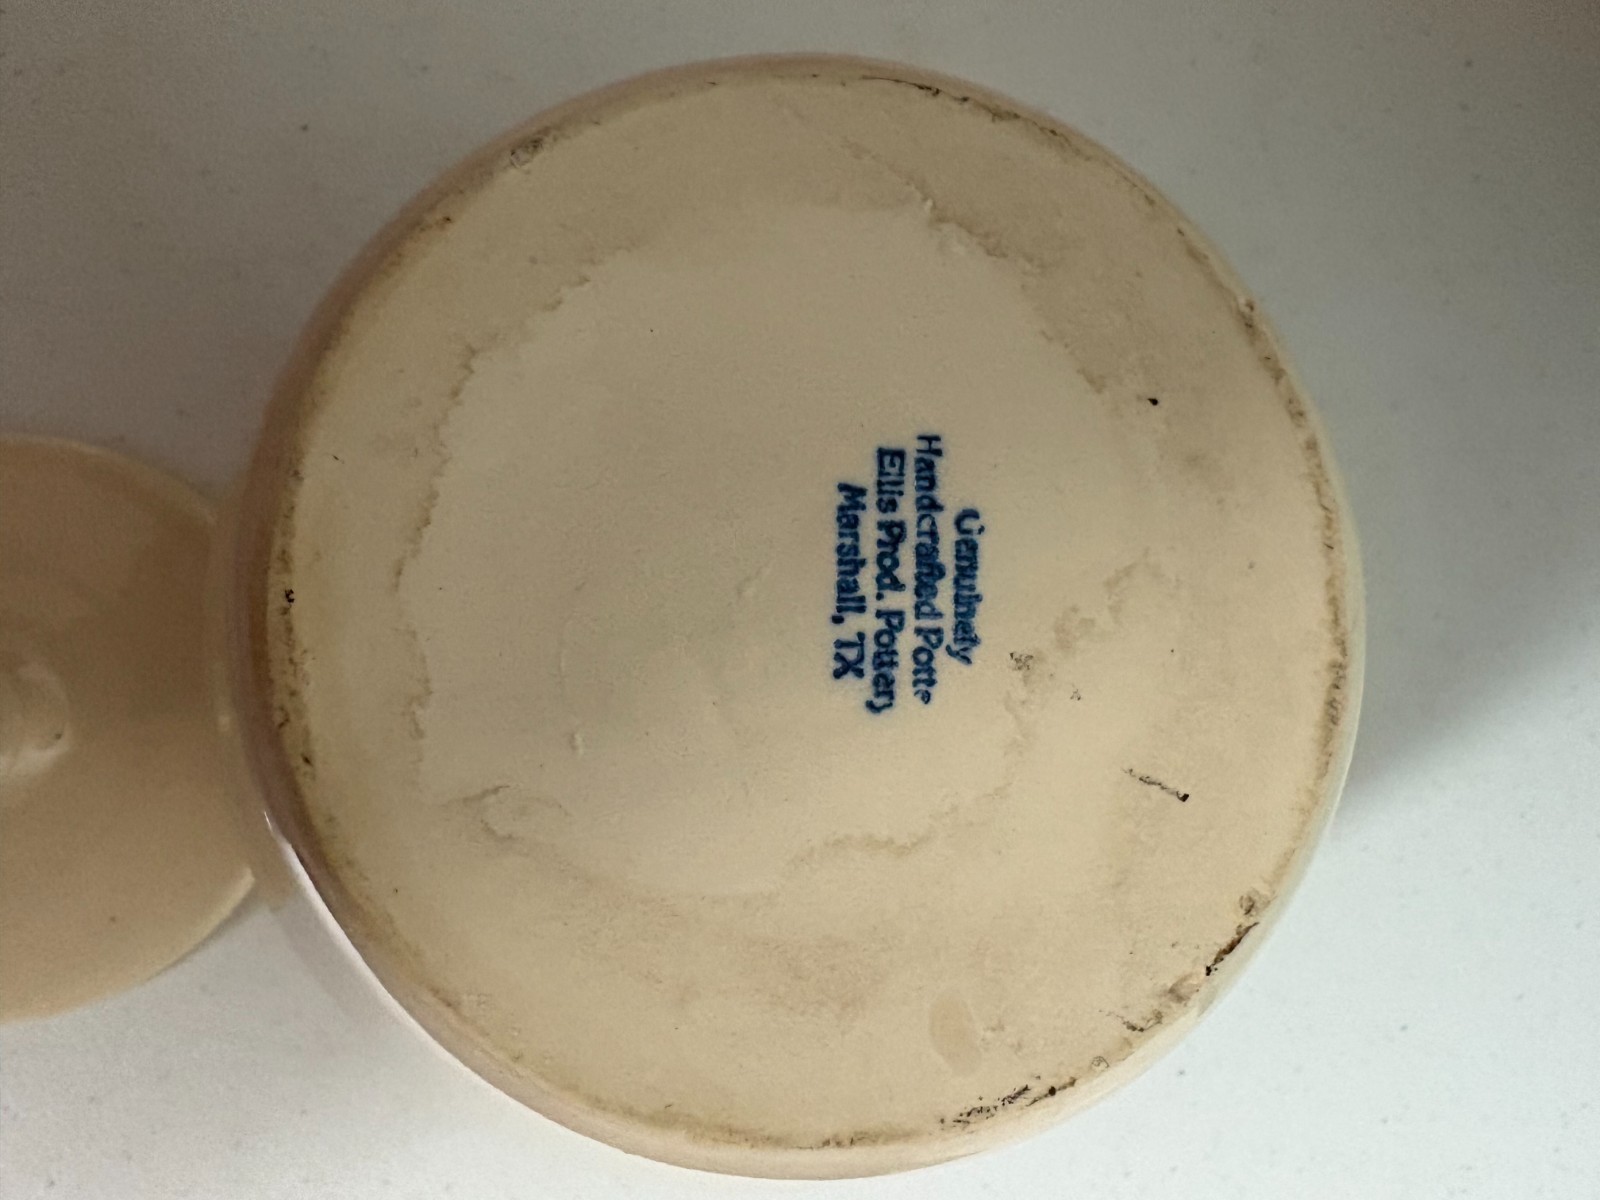 Genuinely
Handcrafted Potte
Ellis Prod. Pottery
Marshall, TX